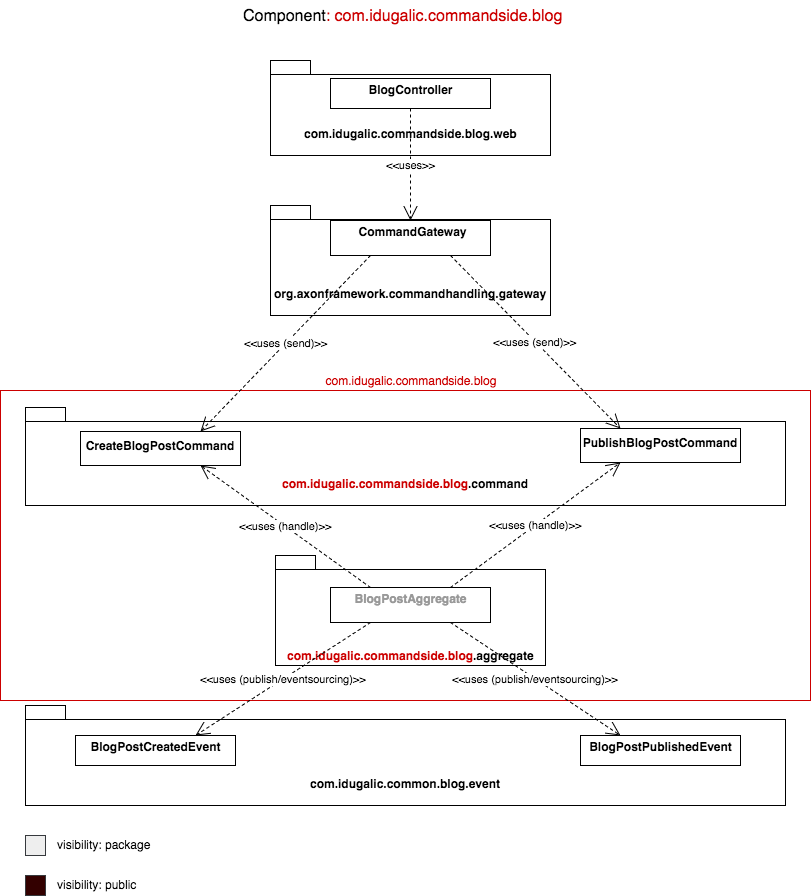 Component: com.idugalic.commandside.blog
BlogController
com.idugalic.commandside.blog.web
<<uses>>
CommandGateway
org.axonframework.commandhandling.gateway
<<uses (send)>>
<<uses (send)>>
com.idugalic.commandside.blog
CreateBlogPostCommand
PublishBlogPostCommand
com.idugalic.commandside.blog.command
<<uses (handle)>>
<<uses (handle)>>
BlogPostAggregate
com.idugalic.commandside.blog.aggregate
<<uses (publish/eventsourcing)>>
<<uses (publish/eventsourcing)>>
BlogPostCreatedEvent
BlogPostPublishedEvent
com.idugalic.common.blog.event
visibility: package
visibility: public